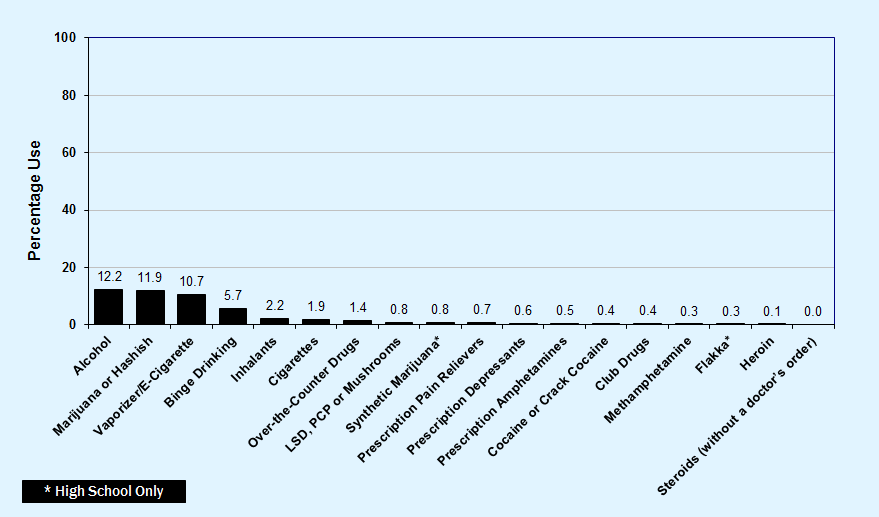 Percentage Use
100
80
60
40
20
0
12.2
11.9
10.7
5.7
2.2
1.9
1.4
0.8
0.8
0.7
0.6
0.5
0.4
0.4
0.3
0.3
0.1
0.0
Alcohol
Marijuana or Hashish
Vaporizer/E-Cigarette
Binge Drinking
Inhalants
Cigarettes
Over-the-Counter Drugs
LSD, PCP or Mushrooms
Synthetic Marijuana*
Prescription Pain Relievers
Prescription Depressants
Prescription Amphetamines
Cocaine or Crack Cocaine
Club Drugs
Methamphetamine
Flakka*
Heroin
Steroids (without a doctor's order)
* High School Only